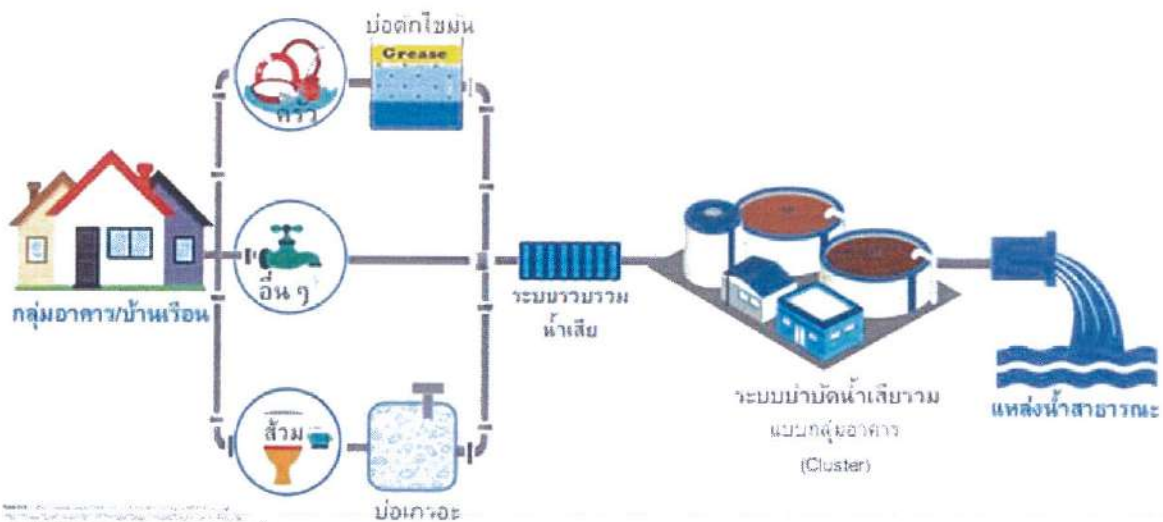 บ่อดักไขมัน
Grease
ครัว
อื่น ๆ
กลุ่มอาคาร/บ้านเรือน
ระบบรวบรวม
น้ำเสีย
ระบบบำบัดน้ำเสียรวม
แบบกลุ่มอาคาร
(Cluster)
แหล่งน้ำสาธารณะ
ส้วม
บ่อเกรอะ